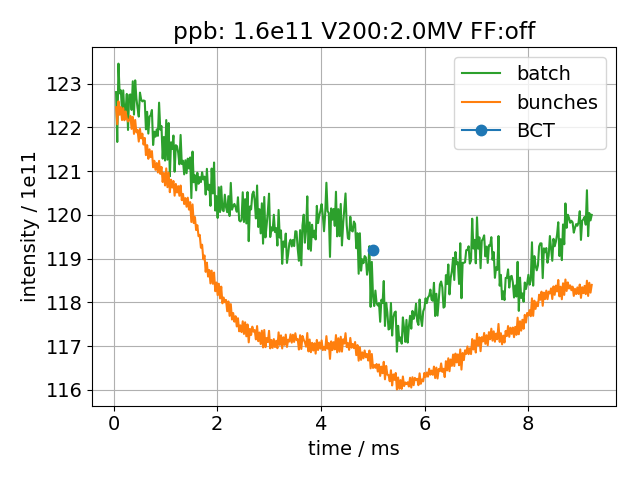 ppb: 1.6e11 V200:2.0MV FF:off
batch
bunches
BCT
intensity / 1e11
123
122
121
120
119
118
117
116
0 2 4 6 8
time / ms